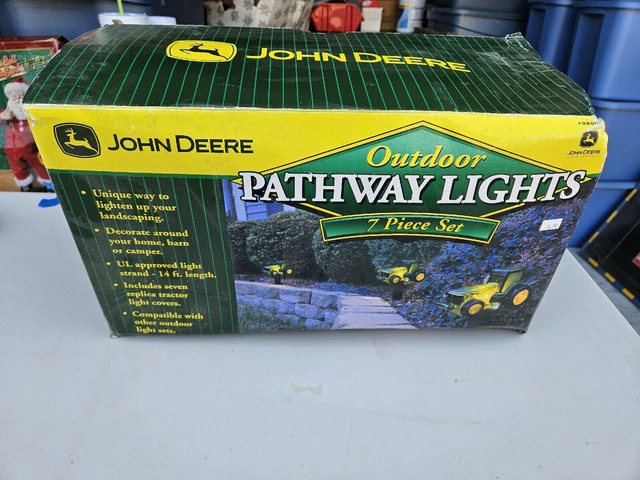 JOHN DEERE
JOHN DEERE
Outdoor
PATHWAY LIGHTS
7 Piece Set
JOHN DEERE
• Unique way to
lighten up your
landscaping.
• Decorate around
your home, barn
or camper.
• UL approved light
strand - 14 ft. length.
• Includes seven
replica tractor
light covers.
• Compatible with
other outdoor
light sets.